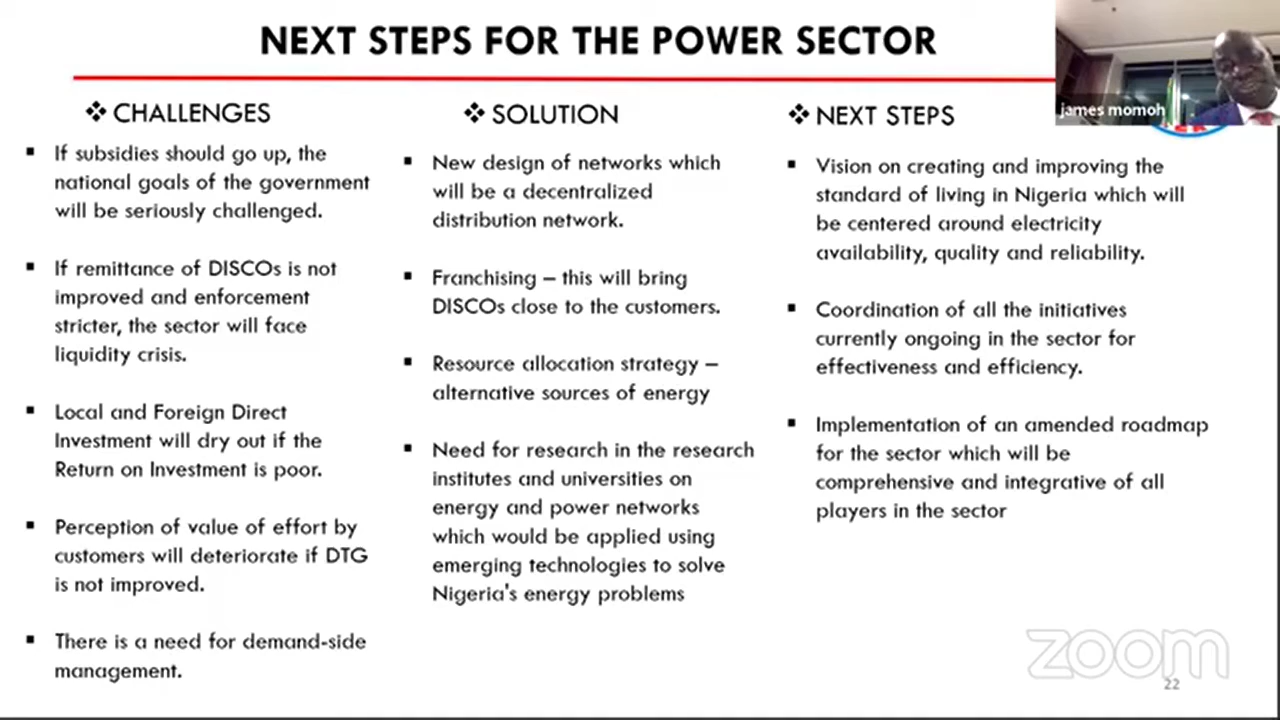 NEXT STEPS FOR THE POWER SECTOR
james momoh
❖ CHALLENGES
▪ If subsidies should go up, the
national goals of the government
will be seriously challenged.
▪ If remittance of DISCOs is not
improved and enforcement
stricter, the sector will face
liquidity crisis.
▪ Local and Foreign Direct
Investment will dry out if the
Return on Investment is poor.
▪ Perception of value of effort by
customers will deteriorate if DTG
is not improved.
▪ There is a need for demand-side
management.
❖ SOLUTION
▪ New design of networks which
will be a decentralized
distribution network.
▪ Franchising – this will bring
DISCOs close to the customers.
▪ Resource allocation strategy –
alternative sources of energy
▪ Need for research in the research
institutes and universities on
energy and power networks
which would be applied using
emerging technologies to solve
Nigeria's energy problems
❖ NEXT STEPS
▪ Vision on creating and improving the
standard of living in Nigeria which will
be centered around electricity
availability, quality and reliability.
▪ Coordination of all the initiatives
currently ongoing in the sector for
effectiveness and efficiency.
▪ Implementation of an amended roadmap
for the sector which will be
comprehensive and integrative of all
players in the sector
zoom
22